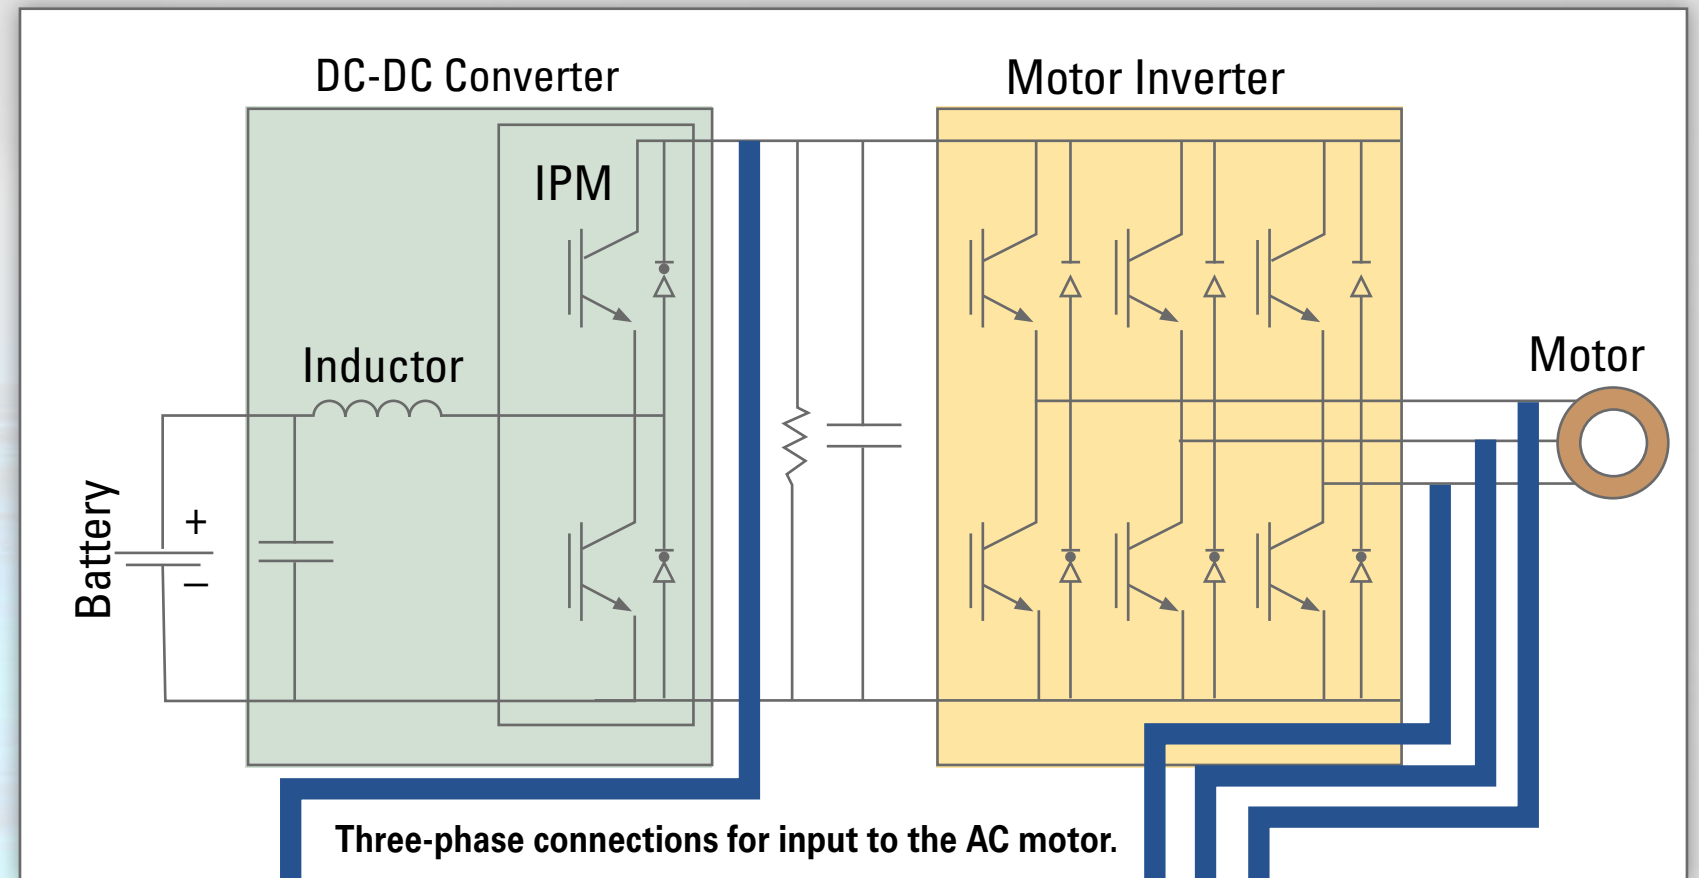 DC-DC Converter
Motor Inverter
IPM
Inductor
Motor
Battery
+
–
Three-phase connections for input to the AC motor.